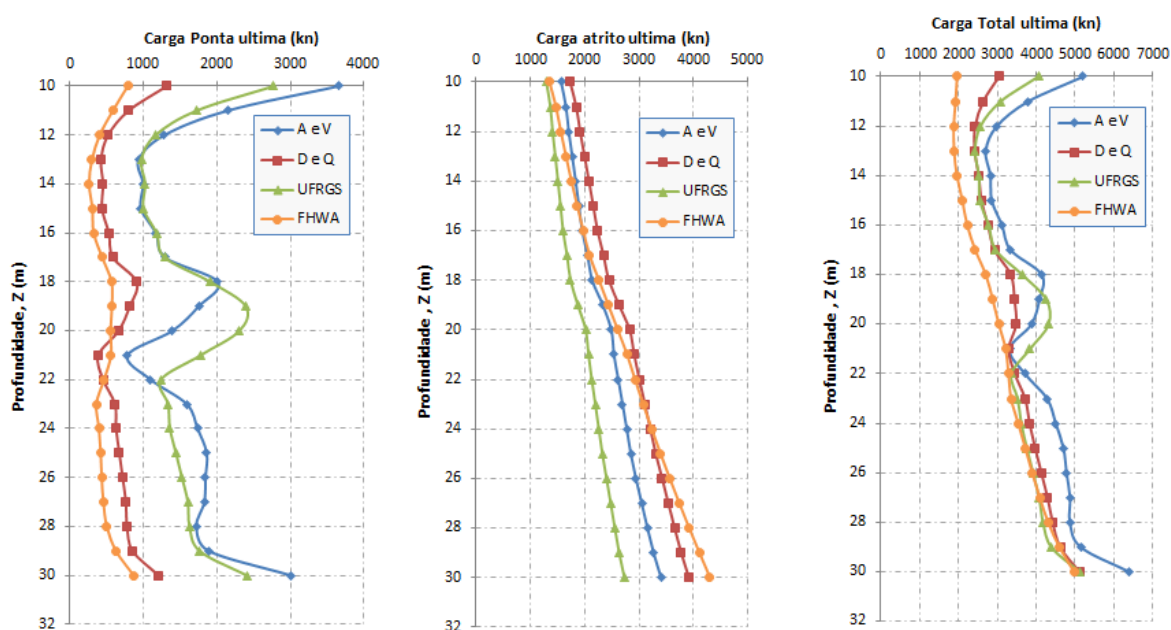 Carga Ponta ultima (kn)
0 1000 2000 3000 4000
10
12
14
16
18
20
22
24
26
28
30
32
Profundidade , Z (m)
A e V
D e Q
UFRGS
FHWA
Carga atrito ultima(kn)
0 1000 2000 3000 4000 5000
10
12
14
16
18
20
22
24
26
28
30
32
Profundidade , Z (m)
A e V
D e Q
UFRGS
FHWA
Carga Total ultima (kn)
0 1000 2000 3000 4000 5000 6000 7000
10
12
14
16
18
20
22
24
26
28
30
32
Profundidade , Z (m)
A e V
D e Q
UFRGS
FHWA